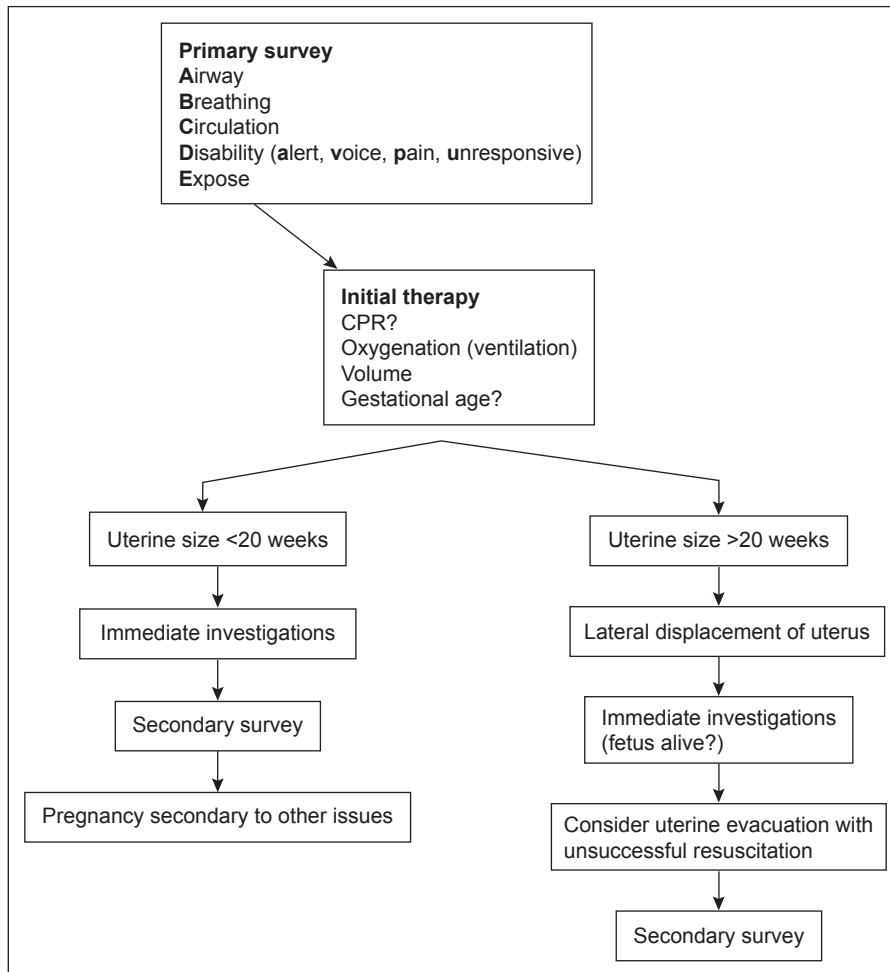 Primary survey
Airway
Breathing
Circulation
Disability (alert, voice, pain, unresponsive)
Expose
Initial therapy
CPR?
Oxygenation (ventilation)
Volume
Gestational age?
Uterine size <20 weeks
Immediate investigations
Secondary survey
Pregnancy secondary to other issues
Uterine size >20 weeks
Lateral displacement of uterus
Immediate investigations
(fetus alive?)
Consider uterine evacuation with
unsuccessful resuscitation
Secondary survey